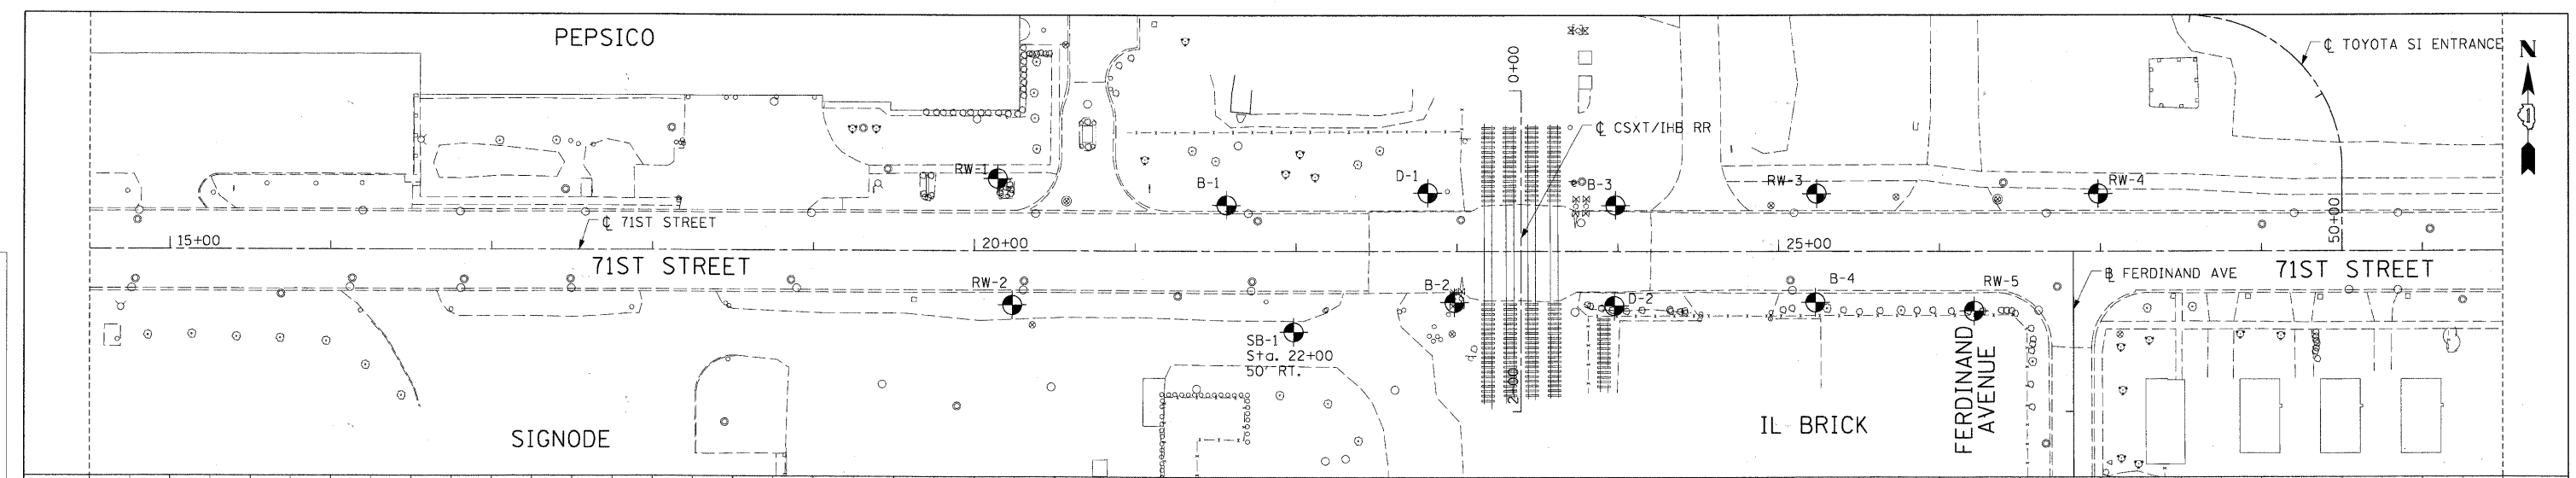 PEPSICO
℄ TOYOTA SI ENTRANCE
N
1
0+00
℄ CSXT/IHB RR
RW-1
B-1
D-1
B-3
RW-3
RW-4
15+00
℄ 71ST STREET
20+00
25+00
50+00
71ST STREET
℄ FERDINAND AVE
71ST STREET
RW-2
B-2
D-2
B-4
RW-5
SB-1
Sta. 22+00
50' RT.
2+00
FERDINAND
AVENUE
SIGNODE
IL BRICK